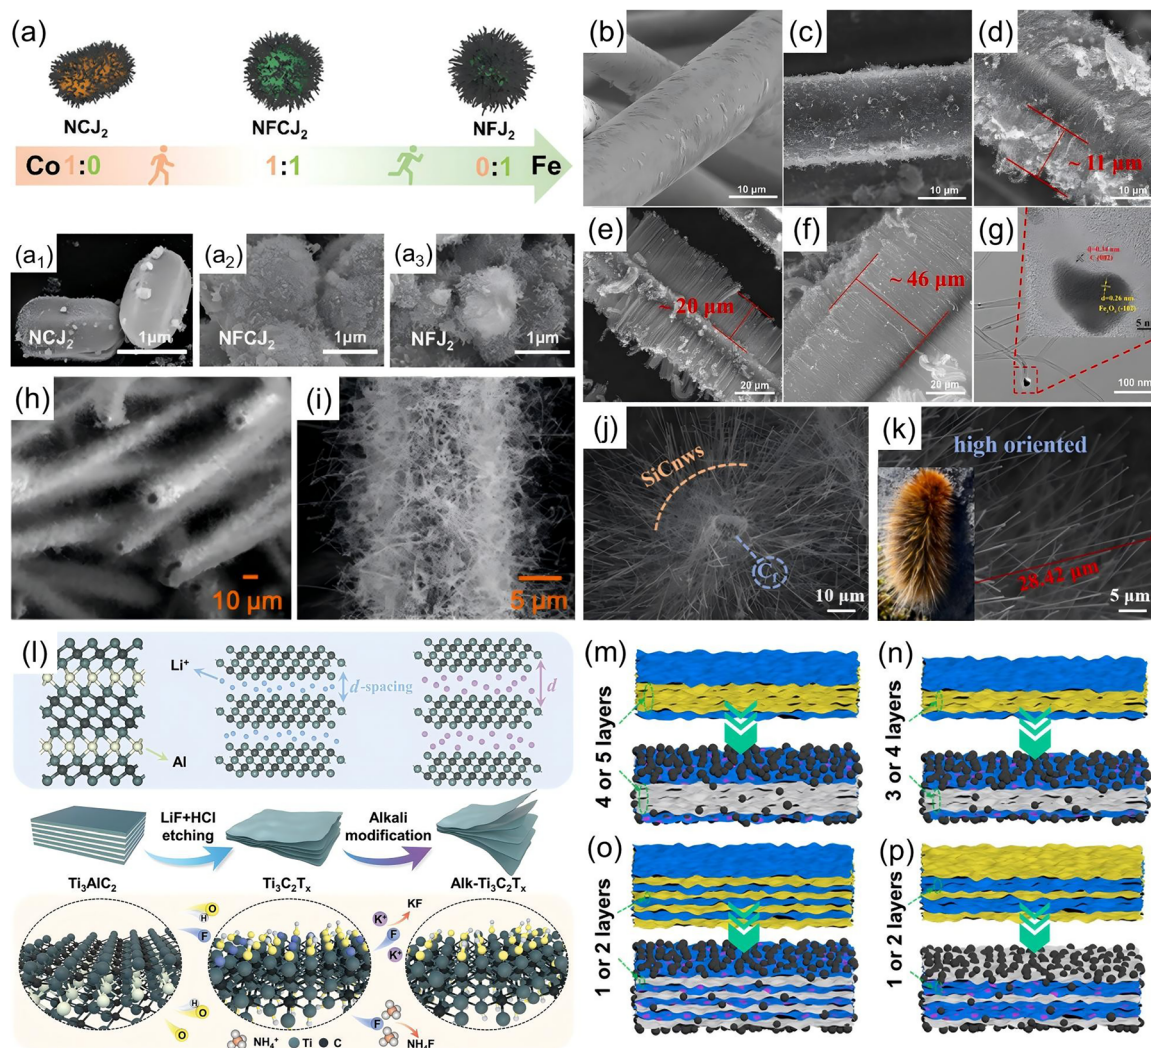 (a)
NCJ₂
NFCJ₂
NFJ₂
Co 1:0
1:1
0:1 Fe
(a₁)
NCJ₂
1μm
(a₂)
NFCJ₂
1μm
(a₃)
NFJ₂
1μm
(b)
10 μm
(c)
10 μm
(d)
~ 11 μm
10 μm
(e)
~ 20 μm
20 μm
(f)
~ 46 μm
20 μm
(g)
d=0.34 nm
C (002)
d=0.26 nm
5 n
100 nm
(h)
10 μm
(i)
5 μm
(j)
SiCnws
10 μm
(k)
high oriented
28.42 μm
5 μm
(l)
Li⁺
d-spacing
d
Al
LiF+HCl
etching
Alkali
modification
Ti₃AlC₂
Ti₃C₂Tₓ
Alk-Ti₃C₂Tₓ
O
H
F
K⁺
F
K⁺
KF
H
O
O
F
NH₄⁺
Ti
C
NH₄F
(m)
4 or 5 layers
(n)
3 or 4 layers
(o)
1 or 2 layers
(p)
1 or 2 layers